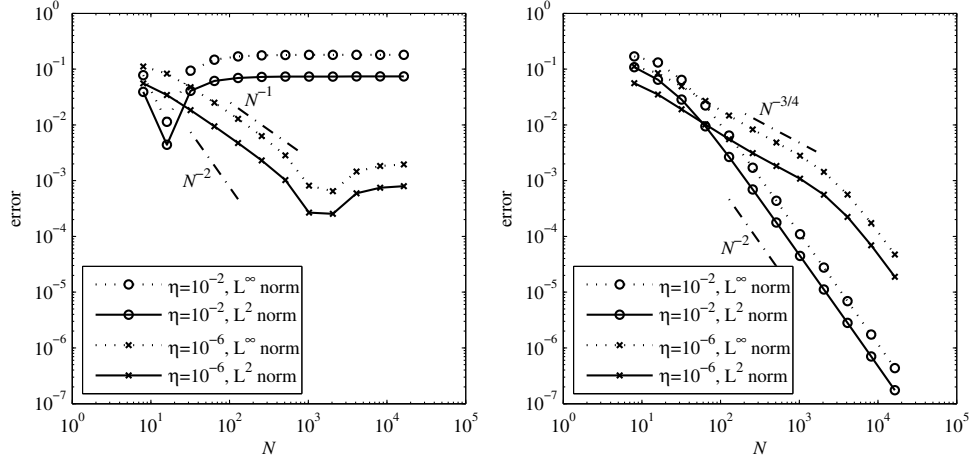 10^0
10^-1
10^-2
10^-3
10^-4
10^-5
10^-6
10^-7
error
N^-1
N^-2
η=10^-2, L^∞ norm
η=10^-2, L^2 norm
η=10^-6, L^∞ norm
η=10^-6, L^2 norm
10^0 10^1 10^2 10^3 10^4 10^5
N
10^0
10^-1
10^-2
10^-3
10^-4
10^-5
10^-6
10^-7
error
N^-3/4
N^-2
η=10^-2, L^∞ norm
η=10^-2, L^2 norm
η=10^-6, L^∞ norm
η=10^-6, L^2 norm
10^0 10^1 10^2 10^3 10^4 10^5
N